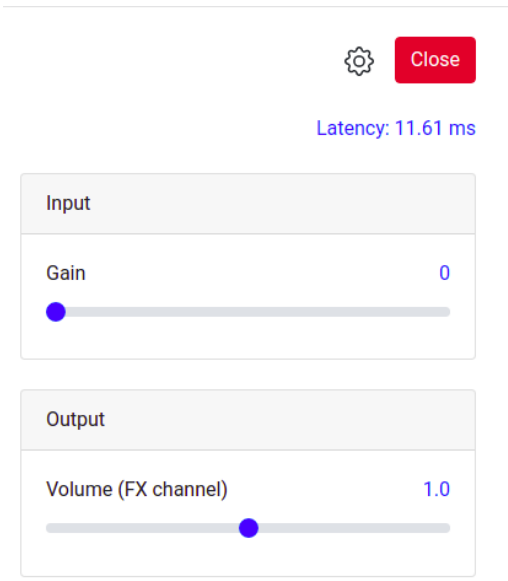 Close
Latency: 11.61 ms
Input
Gain 0
Output
Volume (FX channel) 1.0